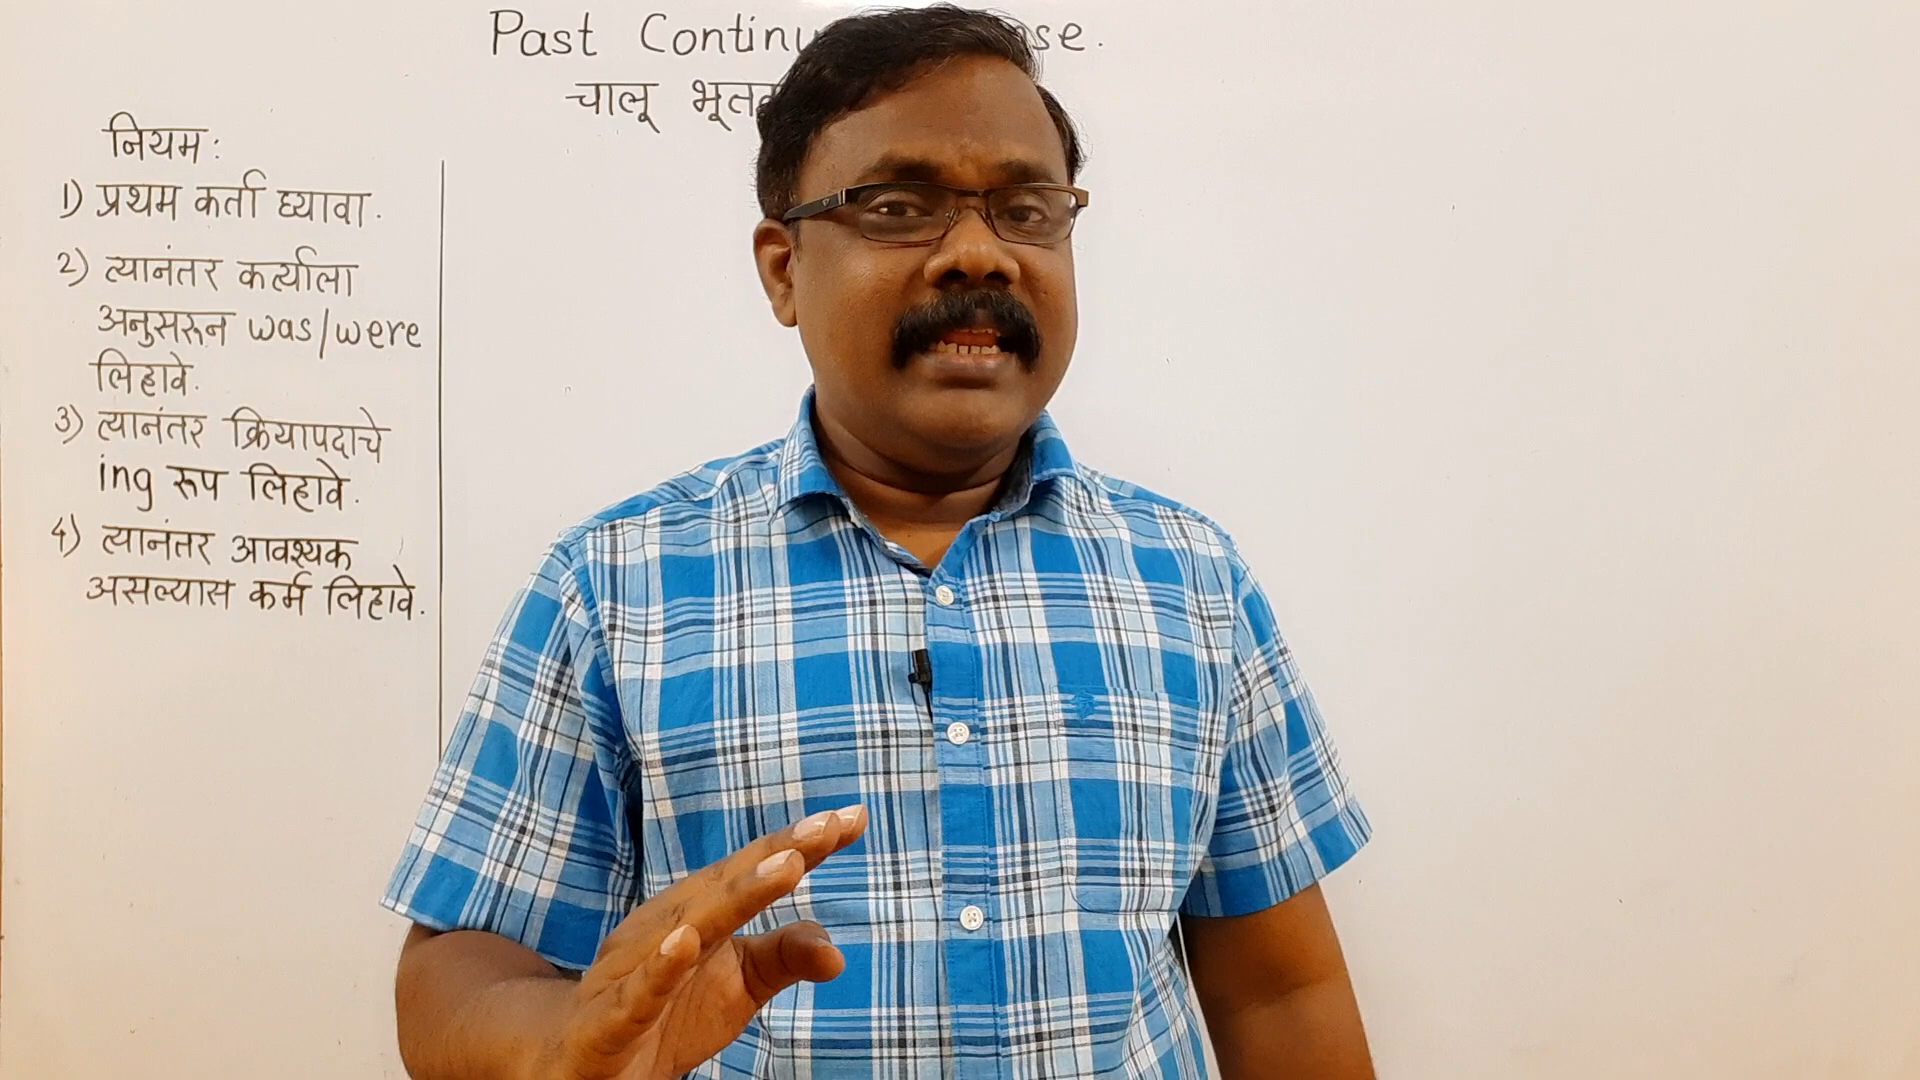 Past
चालू
नियम:
1) प्रथम कर्ता घ्यावा.
2) त्यानंतर कर्त्याला
अनुसरून was/were
लिहावे.
3) त्यानंतर क्रियापदाचे
ing रूप लिहावे.
4) त्यानंतर आवश्यक
असल्यास कर्म लिहावे.